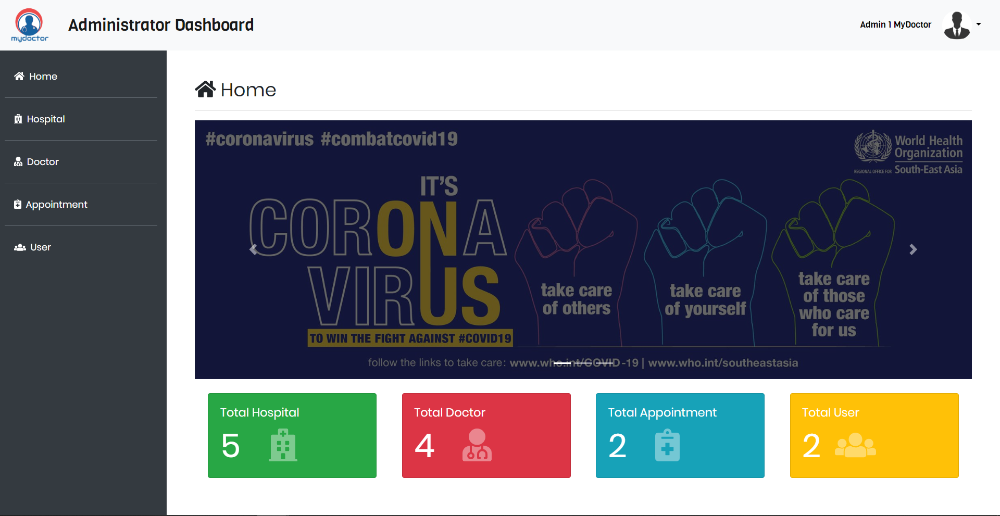 mydoctor
Administrator Dashboard
Admin 1 MyDoctor
Home
Hospital
Doctor
Appointment
User
Home
#coronavirus #combatcovid19
World Health
Organization
REGIONAL OFFICE FOR South-East Asia
IT'S
CORONA
VIRUS
TO WIN THE FIGHT AGAINST #COVID19
take care
of others
take care
of yourself
take care
of those
who care
for us
follow the links to take care: www.who.int/COVID-19 | www.who.int/southeastasia
Total Hospital
5
Total Doctor
4
Total Appointment
2
Total User
2